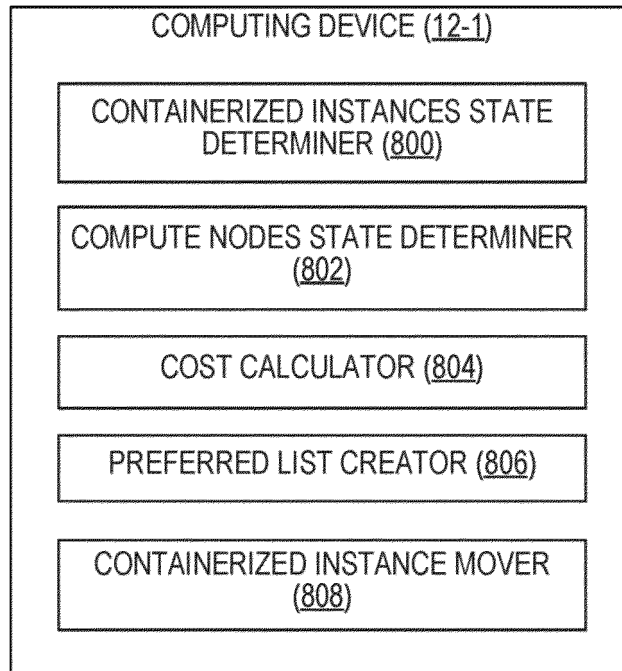 COMPUTING DEVICE (12-1)
CONTAINERIZED INSTANCES STATE
DETERMINER (800)
COMPUTE NODES STATE DETERMINER
(802)
COST CALCULATOR (804)
PREFERRED LIST CREATOR (806)
CONTAINERIZED INSTANCE MOVER
(808)